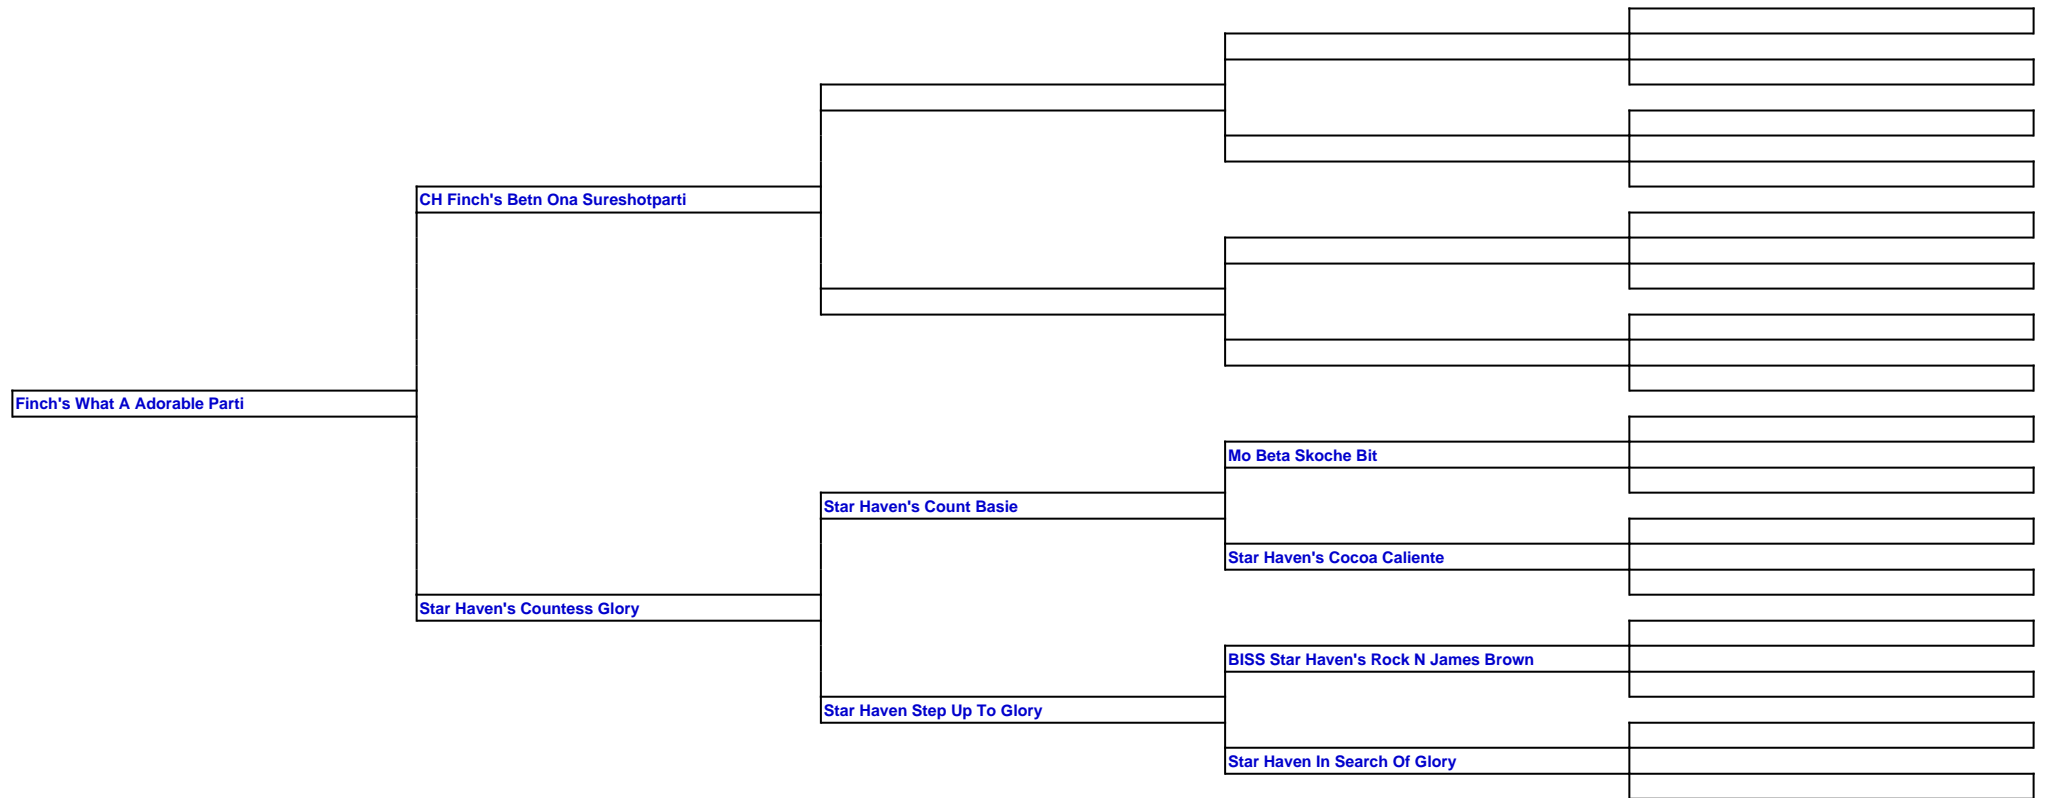 CH Finch's Betn Ona Sureshotparti
Finch's What A Adorable Parti
Mo Beta Skoche Bit
Star Haven's Count Basie
Star Haven's Cocoa Caliente
Star Haven's Countess Glory
BISS Star Haven's Rock N James Brown
Star Haven Step Up To Glory
Star Haven In Search Of Glory